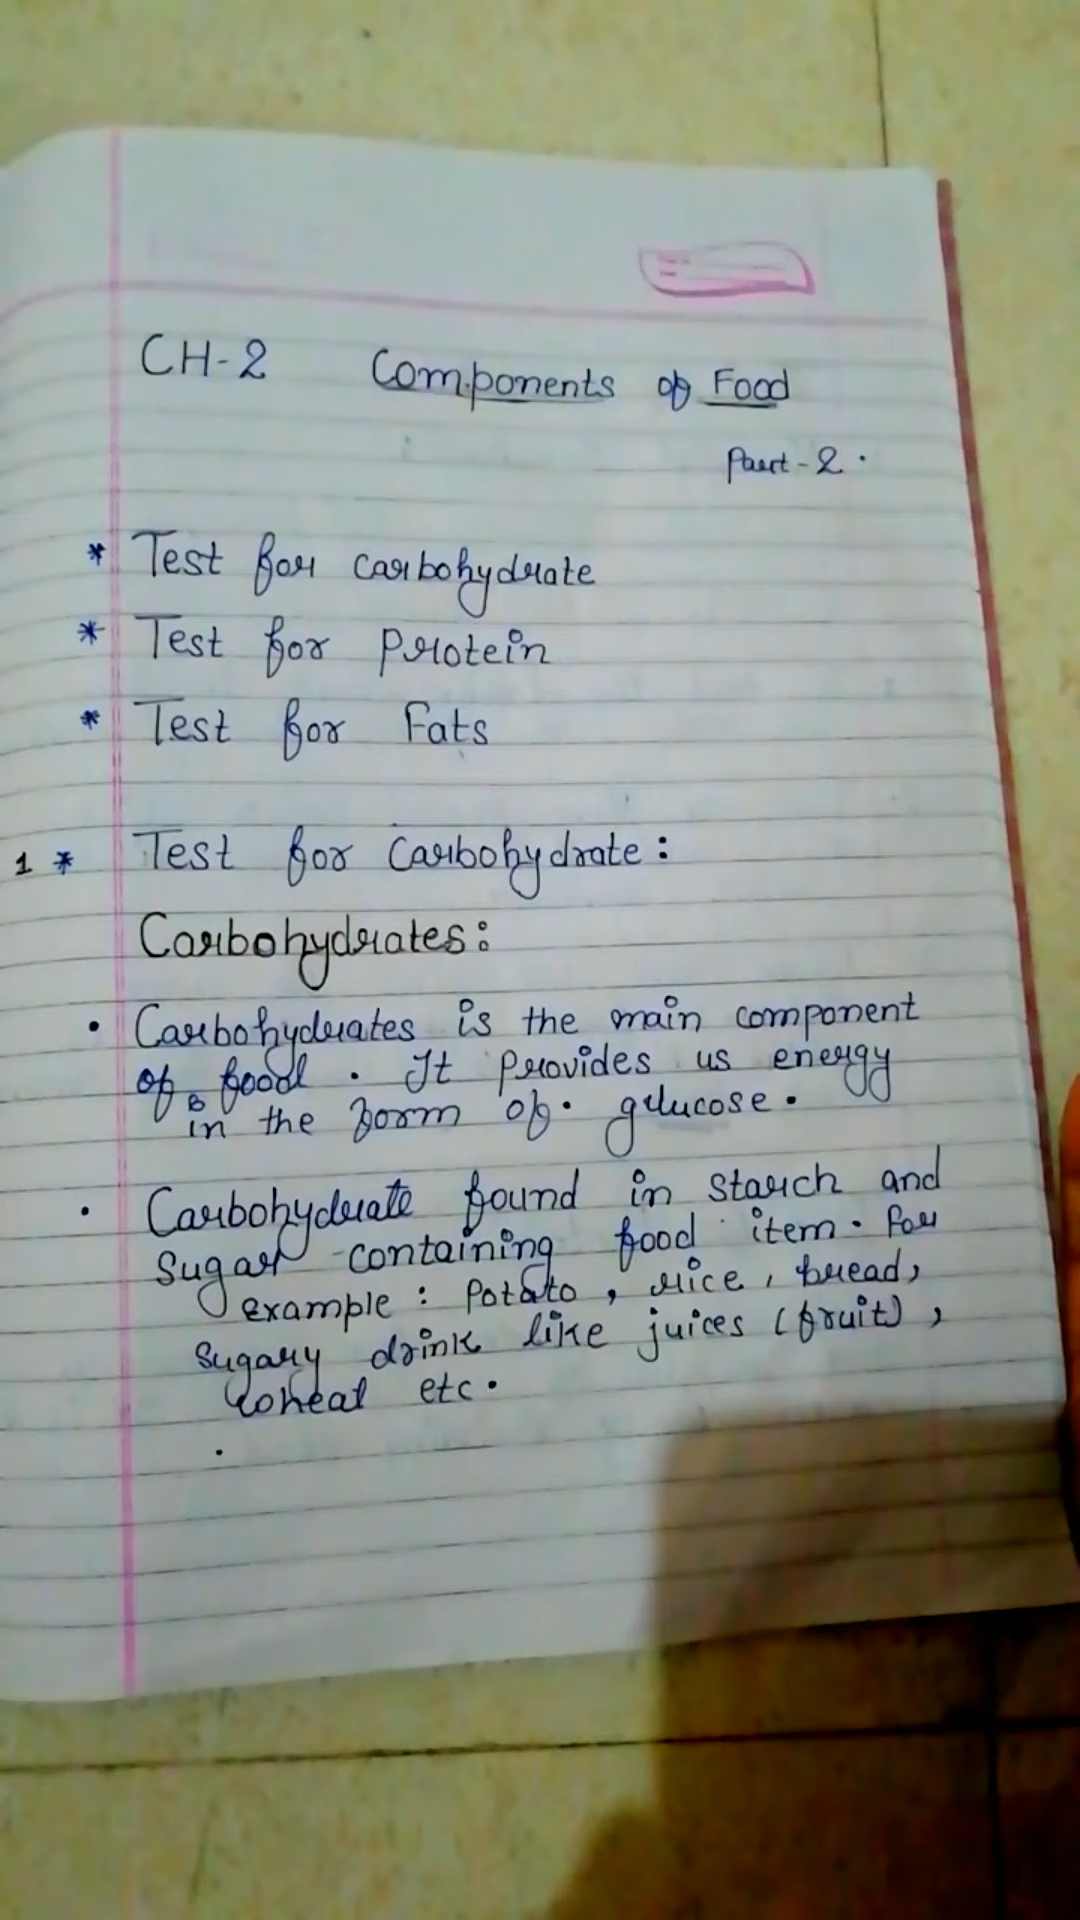 CH-2 Components of Food
Part-2.
* Test for carbohydrate
* Test for Protein
* Test for Fats
1 * Test for Carbohydrate:
Carbohydrates:
• Carbohydrates is the main component
of food. It provides us energy
in the form of. glucose.
• Carbohydrate found in starch and
sugar containing food item. for
example: Potato, rice, bread,
sugary drink like juices (fruit),
wheat etc.